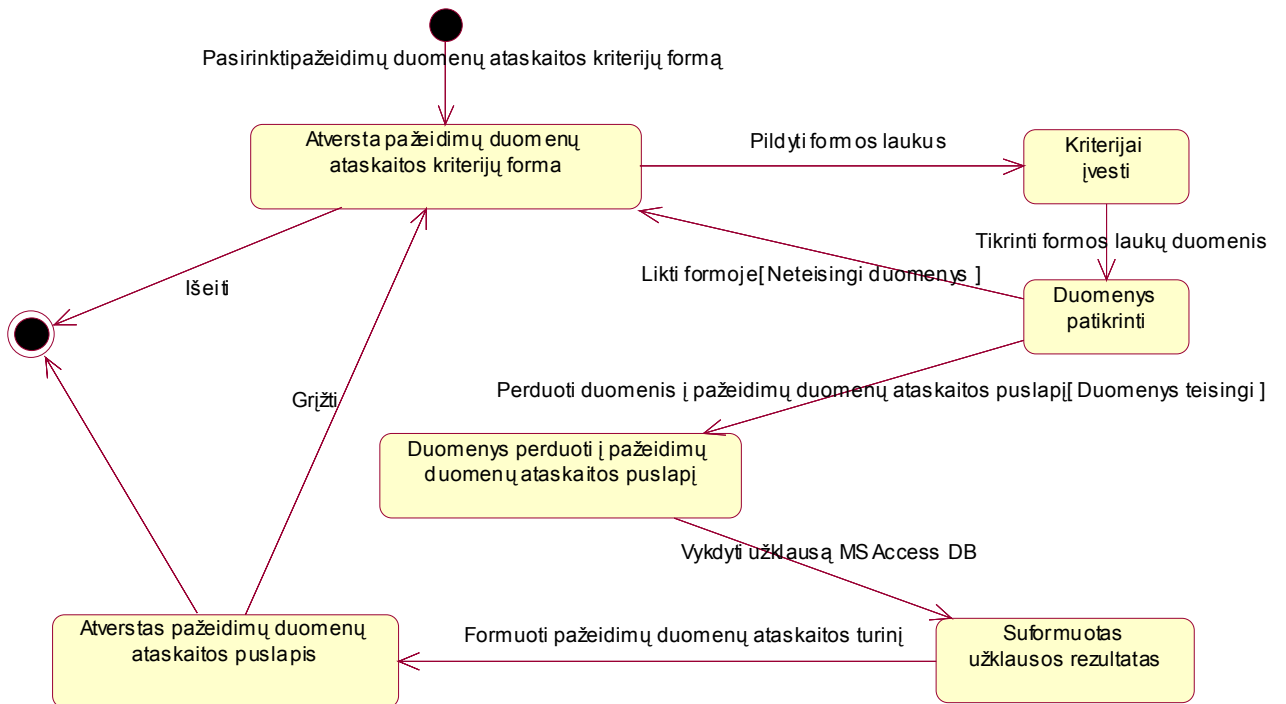 Pasirinktipažeidimų duomenų ataskaitos kriterijų formą
Atversta pažeidimų duomenų
ataskaitos kriterijų forma
Pildyti formos laukus
Kriterijai
įvesti
Tikrinti formos laukų duomenis
Likti formoje[ Neteisingi duomenys ]
Duomenys
patikrinti
Išeiti
Grįžti
Perduoti duomenis į pažeidimų duomenų ataskaitos puslapį[ Duomenys teisingi ]
Duomenys perduoti į pažeidimų
duomenų ataskaitos puslapį
Vykdyti užklausą MS Access DB
Atverstas pažeidimų duomenų
ataskaitos puslapis
Formuoti pažeidimų duomenų ataskaitos turinį
Suformuotas
užklausos rezultatas